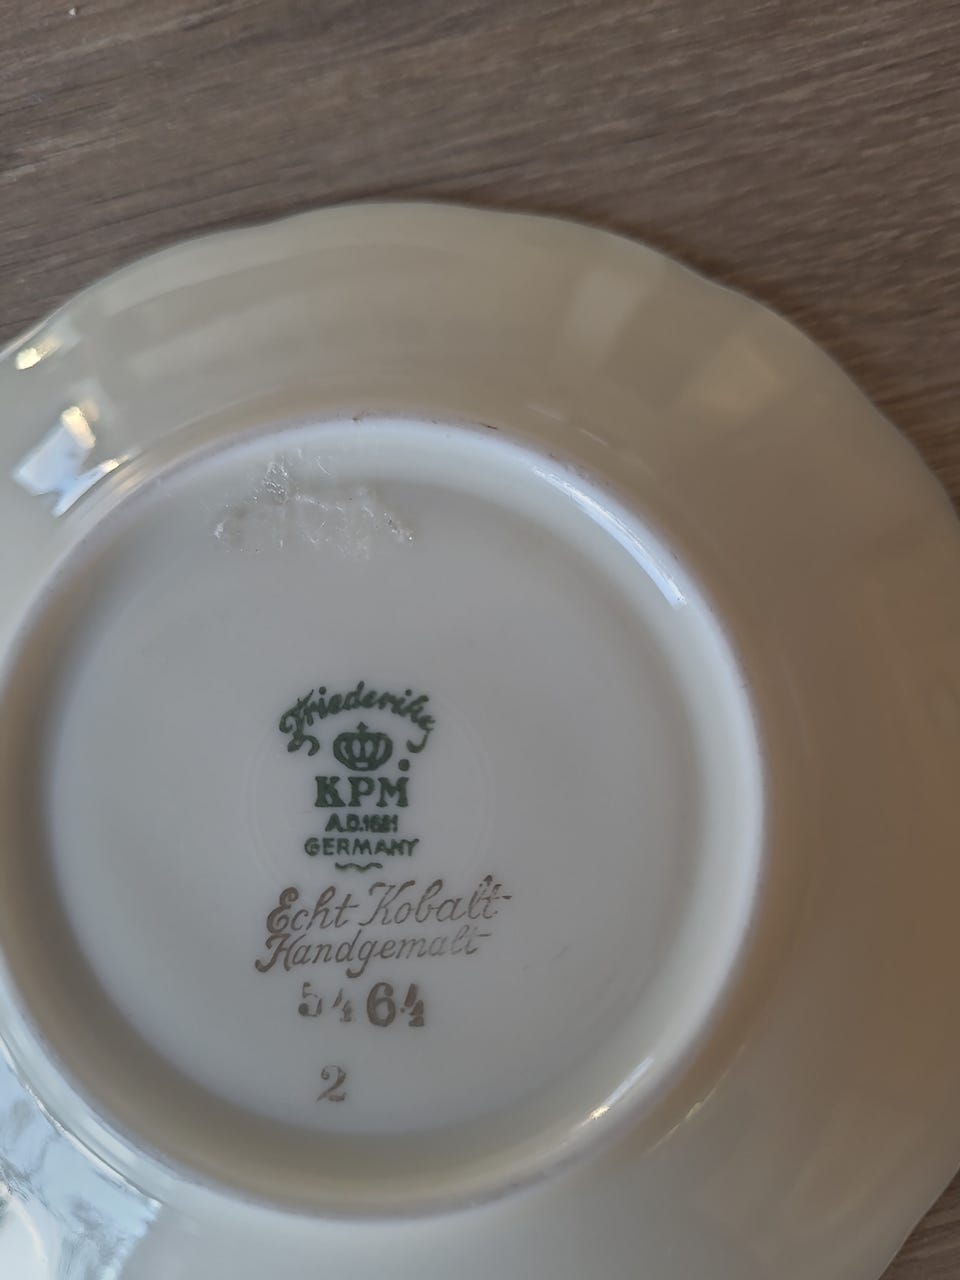 Friederike
KPM
A.D.1831
GERMANY
Echt Kobalt
Handgemalt
5464
2